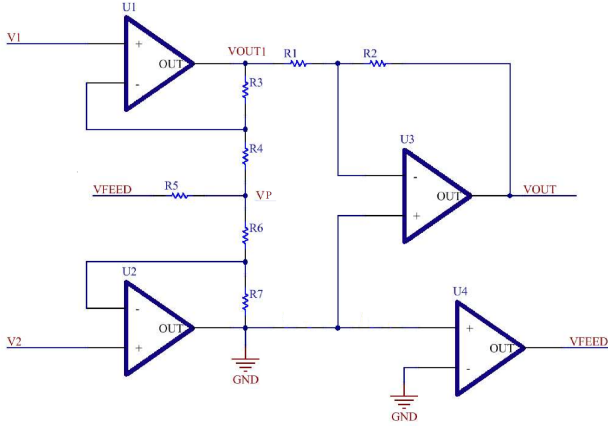 U1
V1
+
-
OUT
VOUT1
R1
R2
R3
R4
U3
-
+
OUT
VOUT
VFEED
R5
VP
R6
U2
-
+
OUT
V2
R7
GND
U4
+
-
OUT
VFEED
GND